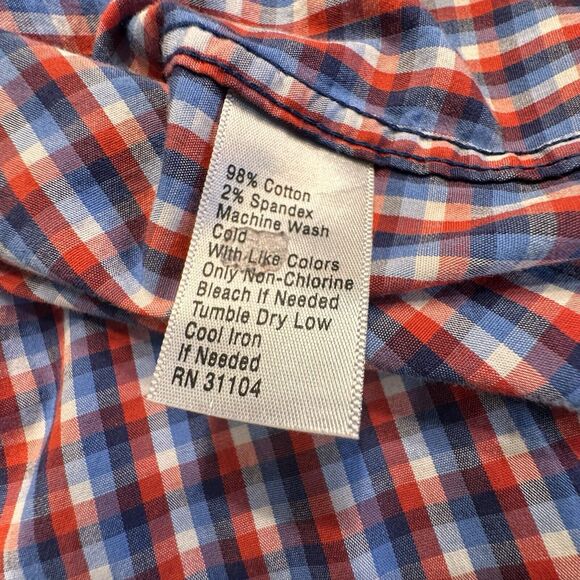 98% Cotton
2% Spandex
Machine Wash
Cold
With Like Colors
Only Non-Chlorine
Bleach If Needed
Tumble Dry Low
Cool Iron
If Needed
RN 31104